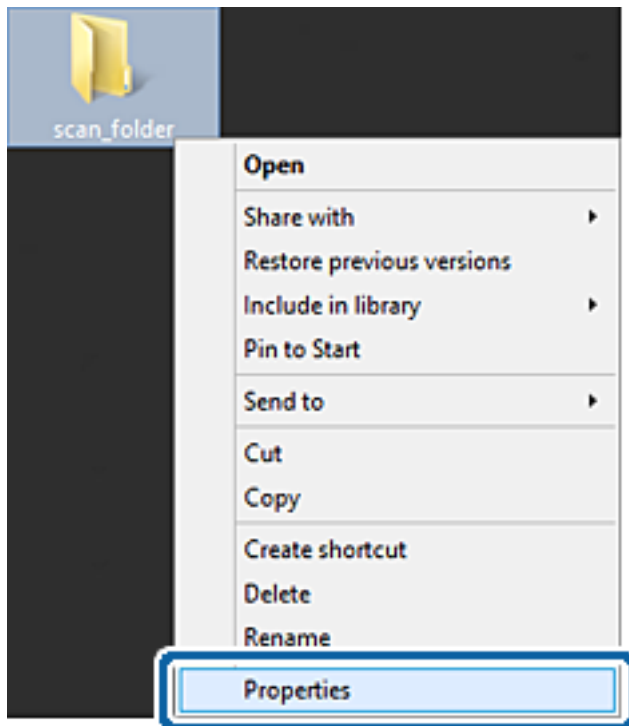 scan_folder
Open
Share with
Restore previous versions
Include in library
Pin to Start
Send to
Cut
Copy
Create shortcut
Delete
Rename
Properties